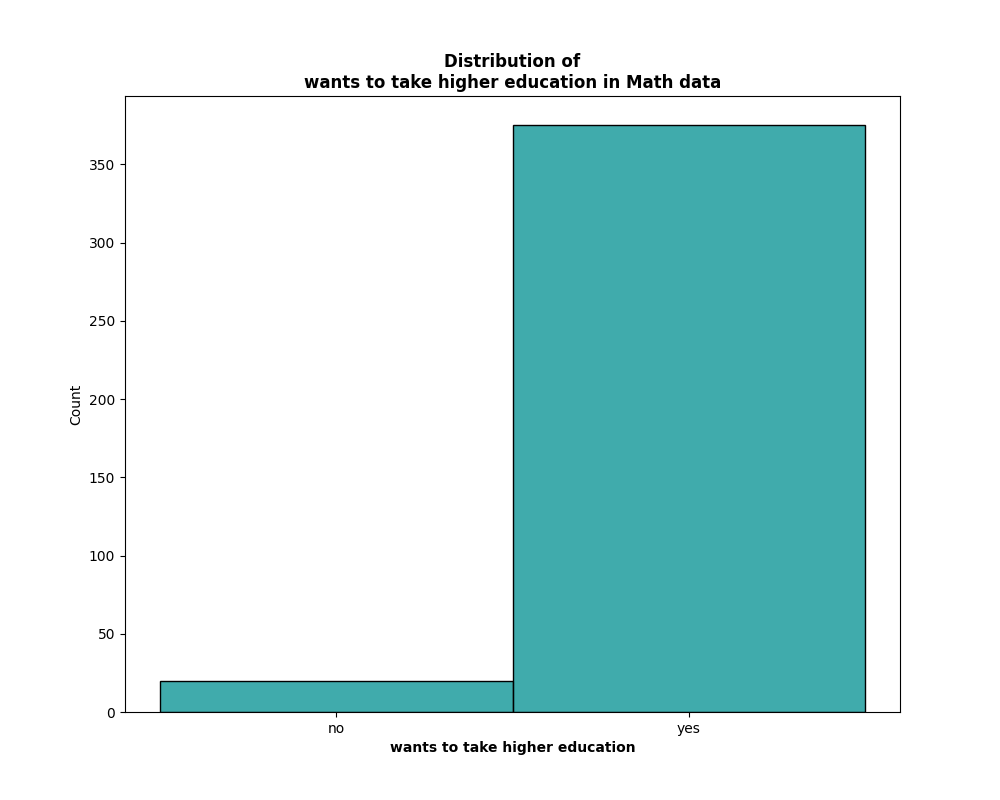 Distribution of
wants to take higher education in Math data
350
300
250
200
150
100
50
0
Count
no yes
wants to take higher education